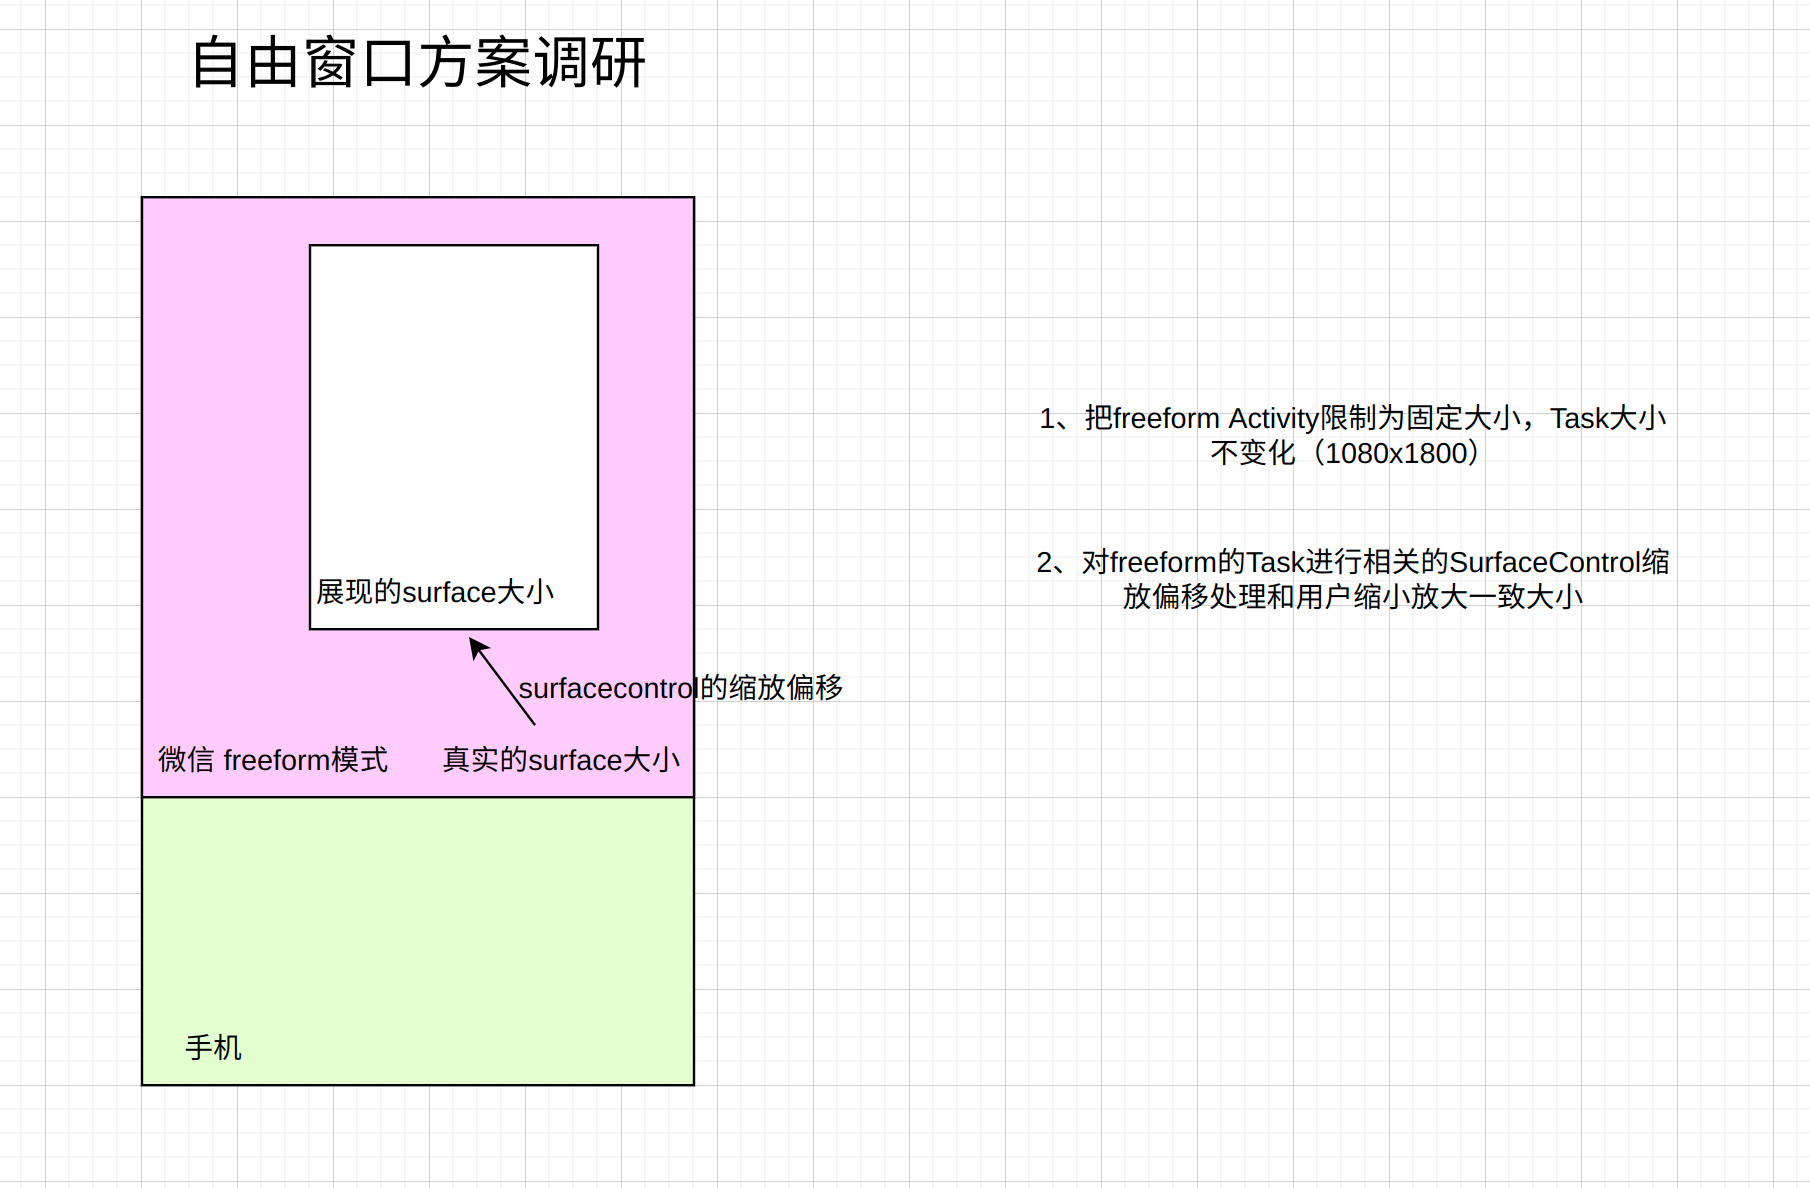 自由窗口方案调研
1、把freeform Activity限制为固定大小，Task大小
不变化（1080x1800）
2、对freeform的Task进行相关的SurfaceControl缩
放偏移处理和用户缩小放大一致大小
展现的surface大小
surfacecontrol的缩放偏移
微信 freeform模式
真实的surface大小
手机